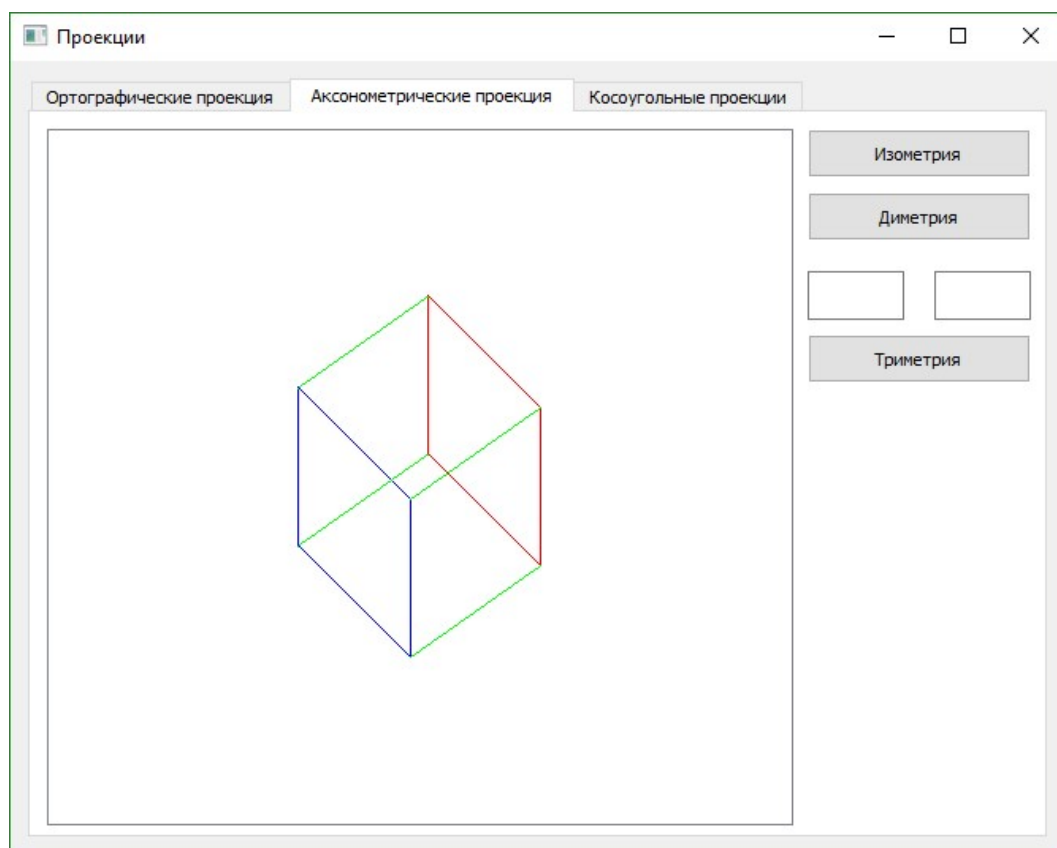 Проекции
Ортографические проекция
Аксонометрические проекция
Косоугольные проекции
Изометрия
Диметрия
Триметрия